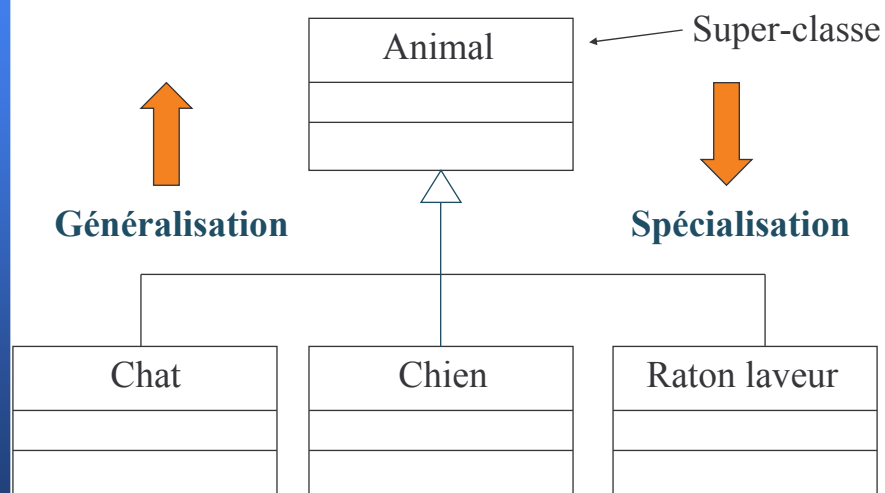 Animal
Super-classe
Généralisation
Spécialisation
Chat
Chien
Raton laveur